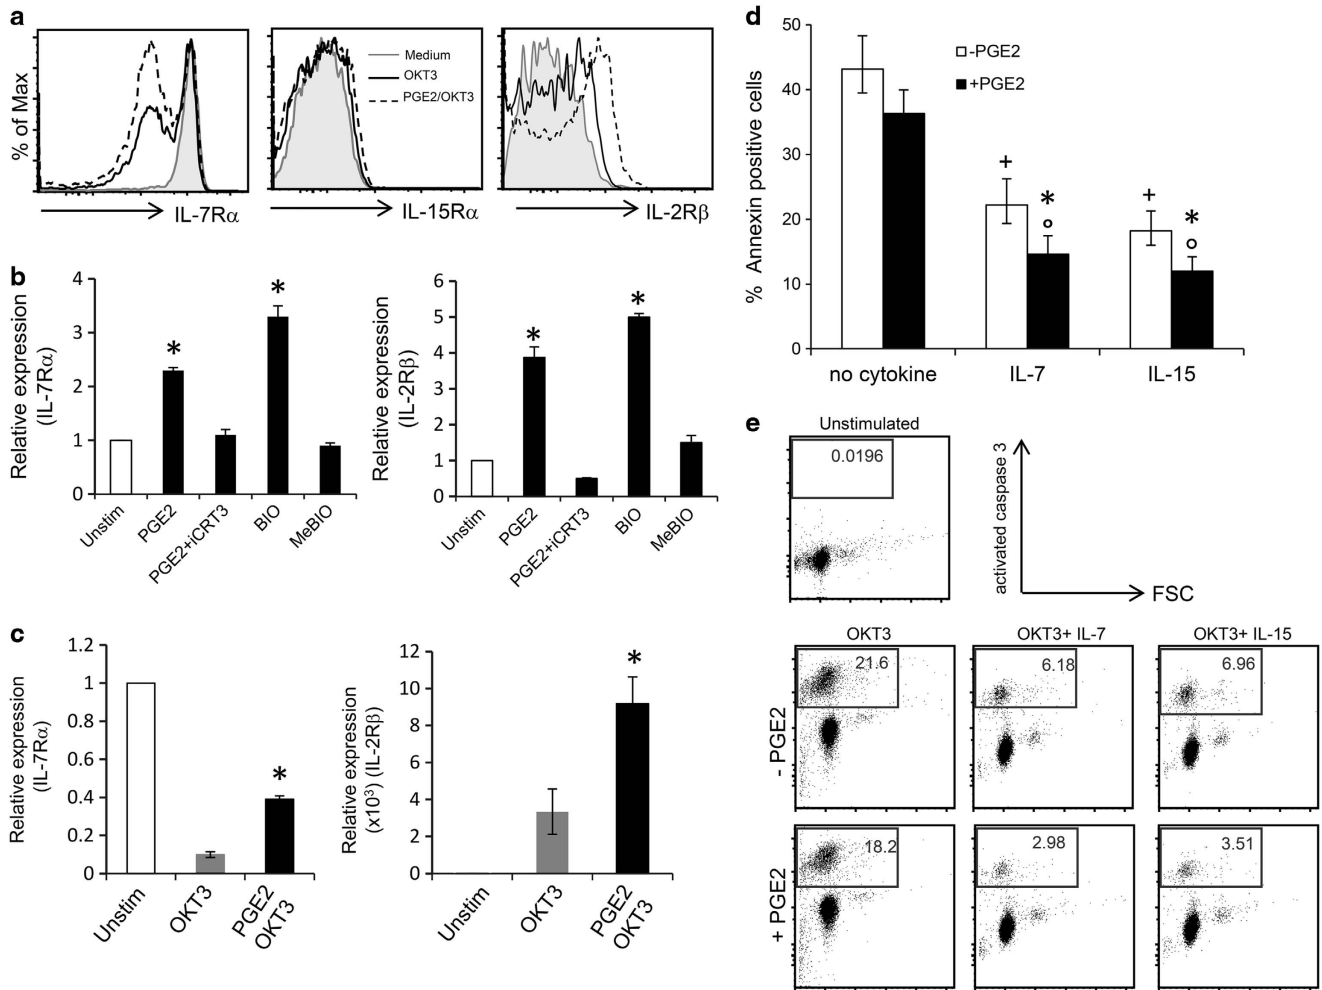 a
% of Max
IL-7Rα
Medium
OKT3
PGE2/OKT3
IL-15Rα
IL-2Rβ
b
Relative expression
(IL-7Rα)
4
3
2
1
0
Unstim
PGE2
PGE2+iCRT3
BIO
MeBIO
*
*
Relative expression
(IL-2Rβ)
6
5
4
3
2
1
0
Unstim
PGE2
PGE2+iCRT3
BIO
MeBIO
*
*
c
Relative expression
(IL-7Rα)
1.2
1
0.8
0.6
0.4
0.2
0
Unstim
OKT3
PGE2
OKT3
*
Relative expression
(x10³) (IL-2Rβ)
12
10
8
6
4
2
0
Unstim
OKT3
PGE2
OKT3
*
d
% Annexin positive cells
50
40
30
20
10
0
-PGE2
+PGE2
+
*
+
*
no cytokine
IL-7
IL-15
e
Unstimulated
0.0196
activated caspase 3
FSC
OKT3
OKT3+ IL-7
OKT3+ IL-15
- PGE2
21.6
6.18
6.96
+ PGE2
18.2
2.98
3.51